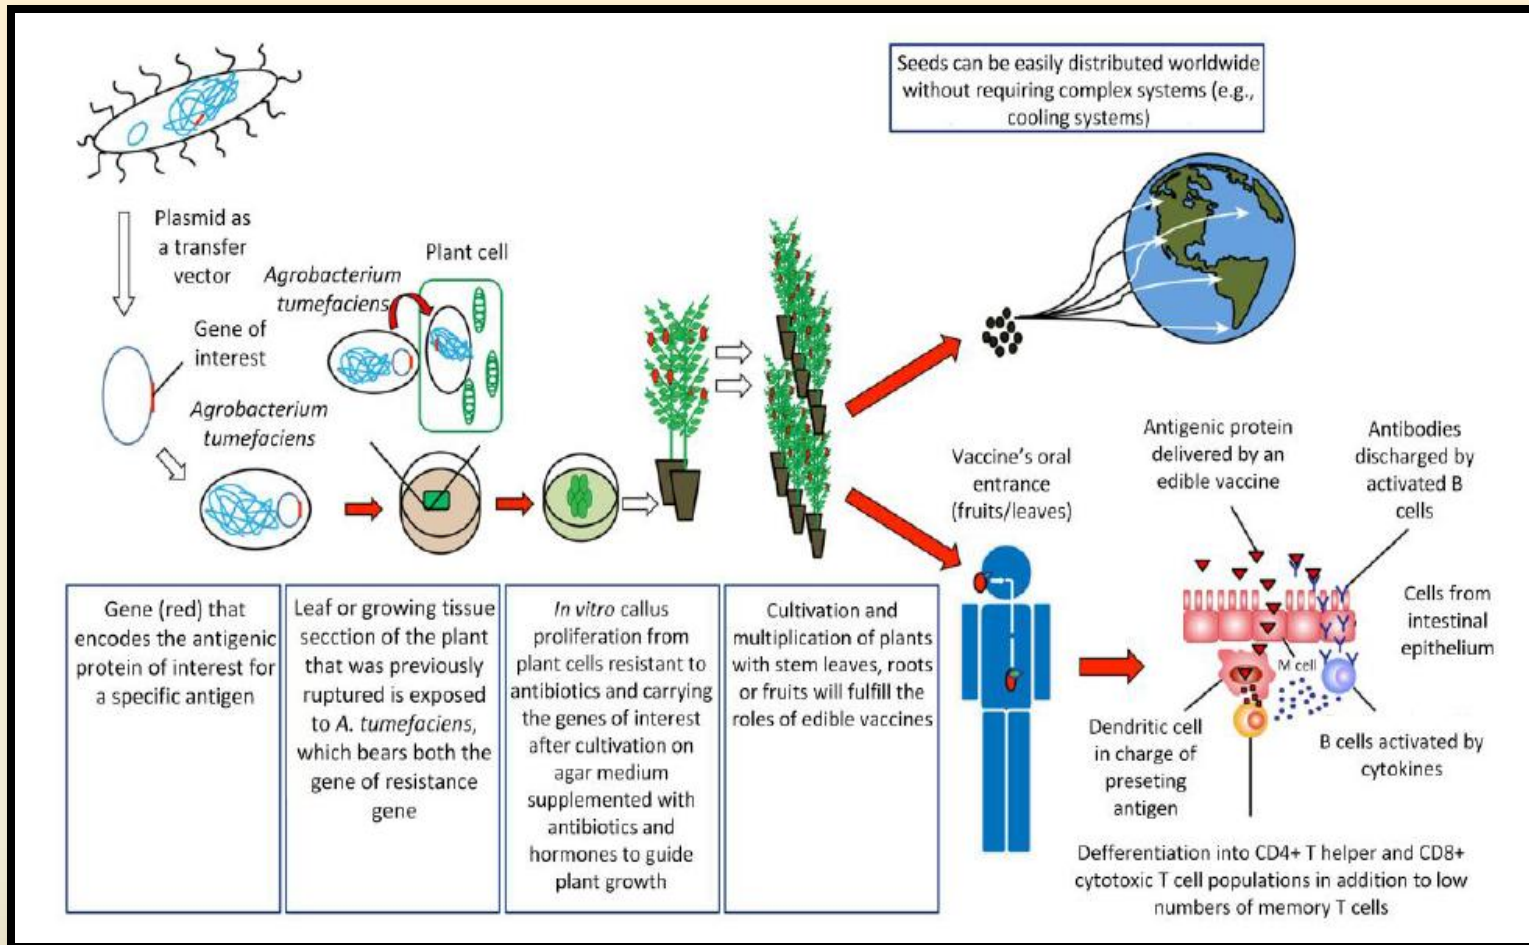 Seeds can be easily distributed worldwide
without requiring complex systems (e.g.,
cooling systems)
Plasmid as
a transfer
vector
Plant cell
Agrobacterium
tumefaciens
Gene of
interest
Agrobacterium
tumefaciens
Vaccine's oral
entrance
(fruits/leaves)
Antigenic protein
delivered by an
edible vaccine
Antibodies
discharged by
activated B
cells
Cells from
intestinal
epithelium
M cell
Dendritic cell
in charge of
preseting
antigen
B cells activated by
cytokines
Defferentiation into CD4+ T helper and CD8+
cytotoxic T cell populations in addition to low
numbers of memory T cells
Gene (red) that
encodes the antigenic
protein of interest for
a specific antigen
Leaf or growing tissue
secction of the plant
that was previously
ruptured is exposed
to A. tumefaciens,
which bears both the
gene of resistance
gene
In vitro callus
proliferation from
plant cells resistant to
antibiotics and carrying
the genes of interest
after cultivation on
agar medium
supplemented with
antibiotics and
hormones to guide
plant growth
Cultivation and
multiplication of plants
with stem leaves, roots
or fruits will fulfill the
roles of edible vaccines